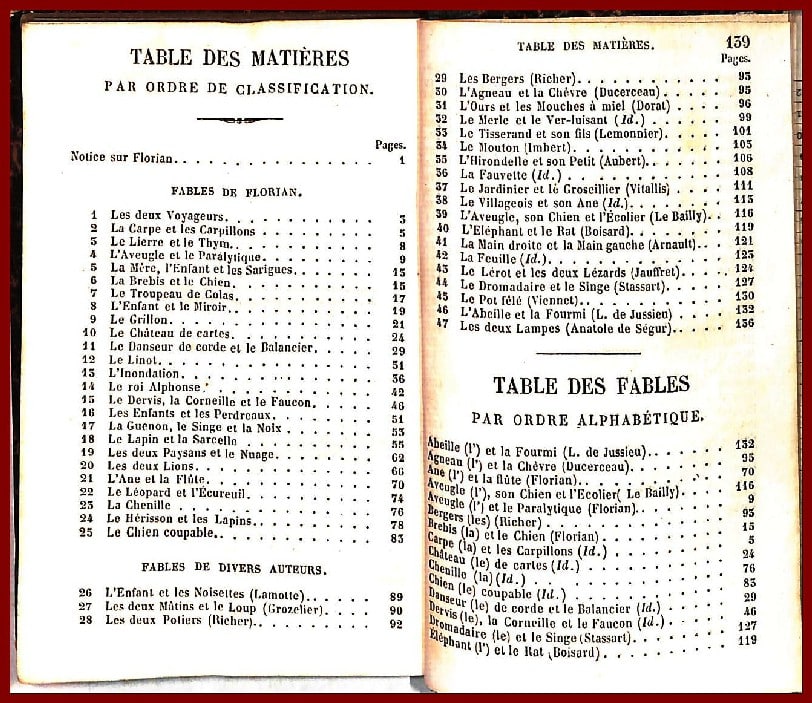 TABLE DES MATIÈRES
PAR ORDRE DE CLASSIFICATION.
Pages.
Notice sur Florian. . . . . . . . . . . . . . . . 1
FABLES DE FLORIAN.
1 Les deux Voyageurs. . . . . . . . . . . . 3
2 La Carpe et les Carpillons . . . . . . . . . 5
3 Le Lierre et le Thym. . . . . . . . . . . . 8
4 L'Aveugle et le Paralytique. . . . . . . . . 9
5 La Mère, l'Enfant et les Sarigues. . . . . . . 13
6 La Brebis et le Chien. . . . . . . . . . . 15
7 Le Troupeau de Colas. . . . . . . . . . . 17
8 L'Enfant et le Miroir. . . . . . . . . . . 19
9 Le Grillon. . . . . . . . . . . . . . . 21
10 Le Château de cartes. . . . . . . . . . . 24
11 Le Danseur de corde et le Balancier. . . . . . 29
12 Le Linot. . . . . . . . . . . . . . . . 31
13 L'Inondation. . . . . . . . . . . . . . 36
14 Le roi Alphonse. . . . . . . . . . . . . 42
15 Le Dervis, la Corneille et le Faucon. . . . . . 46
16 Les Enfants et les Perdreaux. . . . . . . . 51
17 La Guenon, le Singe et la Noix . . . . . . . 53
18 Le Lapin et la Sarcelle . . . . . . . . . . 55
19 Les deux Paysans et le Nuage. . . . . . . . 62
20 Les deux Lions. . . . . . . . . . . . . . 66
21 L'Ane et la Flûte. . . . . . . . . . . . . 70
22 Le Léopard et l'Écureuil. . . . . . . . . . 74
23 La Chenille . . . . . . . . . . . . . . . 76
24 Le Hérisson et les Lapins. . . . . . . . . . 78
25 Le Chien coupable. . . . . . . . . . . . . 83
FABLES DE DIVERS AUTEURS.
26 L'Enfant et les Noisettes (Lamotte). . . . . . 89
27 Les deux Mâtins et le Loup (Grozelier). . . . 90
28 Les deux Potiers (Richer). . . . . . . . . . 92
TABLE DES MATIÈRES. 139
Pages.
29 Les Bergers (Richer). . . . . . . . . . . 93
30 L'Agneau et la Chèvre (Ducerceau) . . . . . 95
31 L'Ours et les Mouches à miel (Dorat) . . . . 96
32 Le Merle et le Ver-luisant (Id.) . . . . . . 99
33 Le Tisserand et son fils (Lemonnier). . . . . 101
34 Le Mouton (Imbert). . . . . . . . . . . . 103
35 L'Hirondelle et son Petit (Aubert). . . . . . 106
36 La Fauvette (Id.) . . . . . . . . . . . . 108
37 Le Jardinier et le Groseillier (Vitallis) . . . . 111
38 Le Villageois et son Ane (Id.) . . . . . . . 113
39 L'Aveugle, son Chien et l'Écolier (Le Bailly). . 116
40 L'Eléphant et le Rat (Boisard). . . . . . . 119
41 La Main droite et la Main gauche (Arnault). . . 121
42 La Feuille (Id.). . . . . . . . . . . . . 123
43 Le Lérot et les deux Lézards (Jauffret). . . . 124
44 Le Dromadaire et le Singe (Stassart). . . . . 127
45 Le Pot fêlé (Viennet). . . . . . . . . . . 130
46 L'Abeille et la Fourmi (L. de Jussieu) . . . . 132
47 Les deux Lampes (Anatole de Ségur). . . . . 136
TABLE DES FABLES
PAR ORDRE ALPHABÉTIQUE.
Abeille (l') et la Fourmi (L. de Jussieu). . . . . . 132
Agneau (l') et la Chèvre (Ducerceau). . . . . . . 95
Ane (l') et la flûte (Florian). . . . . . . . . . 70
Aveugle (l'), son Chien et l'Ecolier( Le Bailly). . . . 116
Aveugle (l') et le Paralytique (Florian). . . . . . . 9
Bergers (les) (Richer) . . . . . . . . . . . . 93
Brebis (la) et le Chien (Florian) . . . . . . . . 15
Carpe (la) et les Carpillons (Id.) . . . . . . . . 5
Château (le) de cartes (Id.) . . . . . . . . . . 24
Chenille (la) (Id.) . . . . . . . . . . . . . 76
Chien (le) coupable (Id.) . . . . . . . . . . . 83
Danseur (le) de corde et le Balancier (Id.) . . . . 29
Dervis (le), la Corneille et le Faucon (Id.) . . . . 46
Dromadaire (le) et le Singe (Stassart). . . . . . . 127
Éléphant (l') et le Rat (Boisard) . . . . . . . . 119